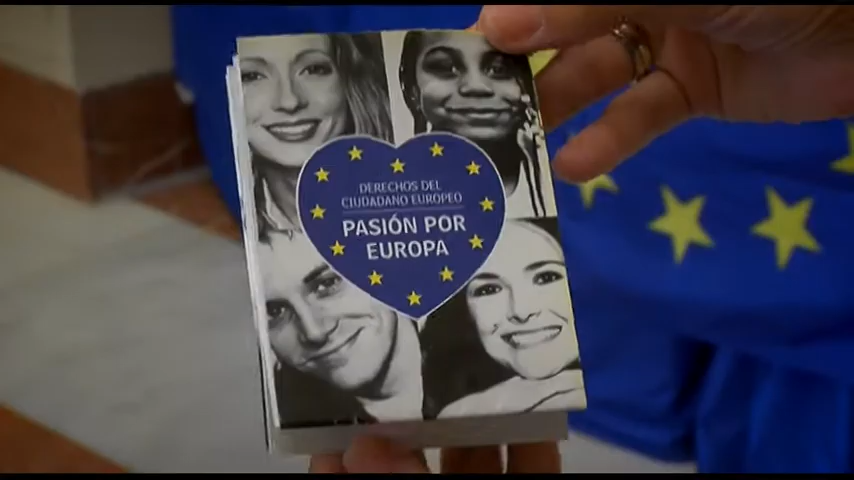 DERECHOS DEL
CIUDADANO EUROPEO
PASIÓN POR
EUROPA